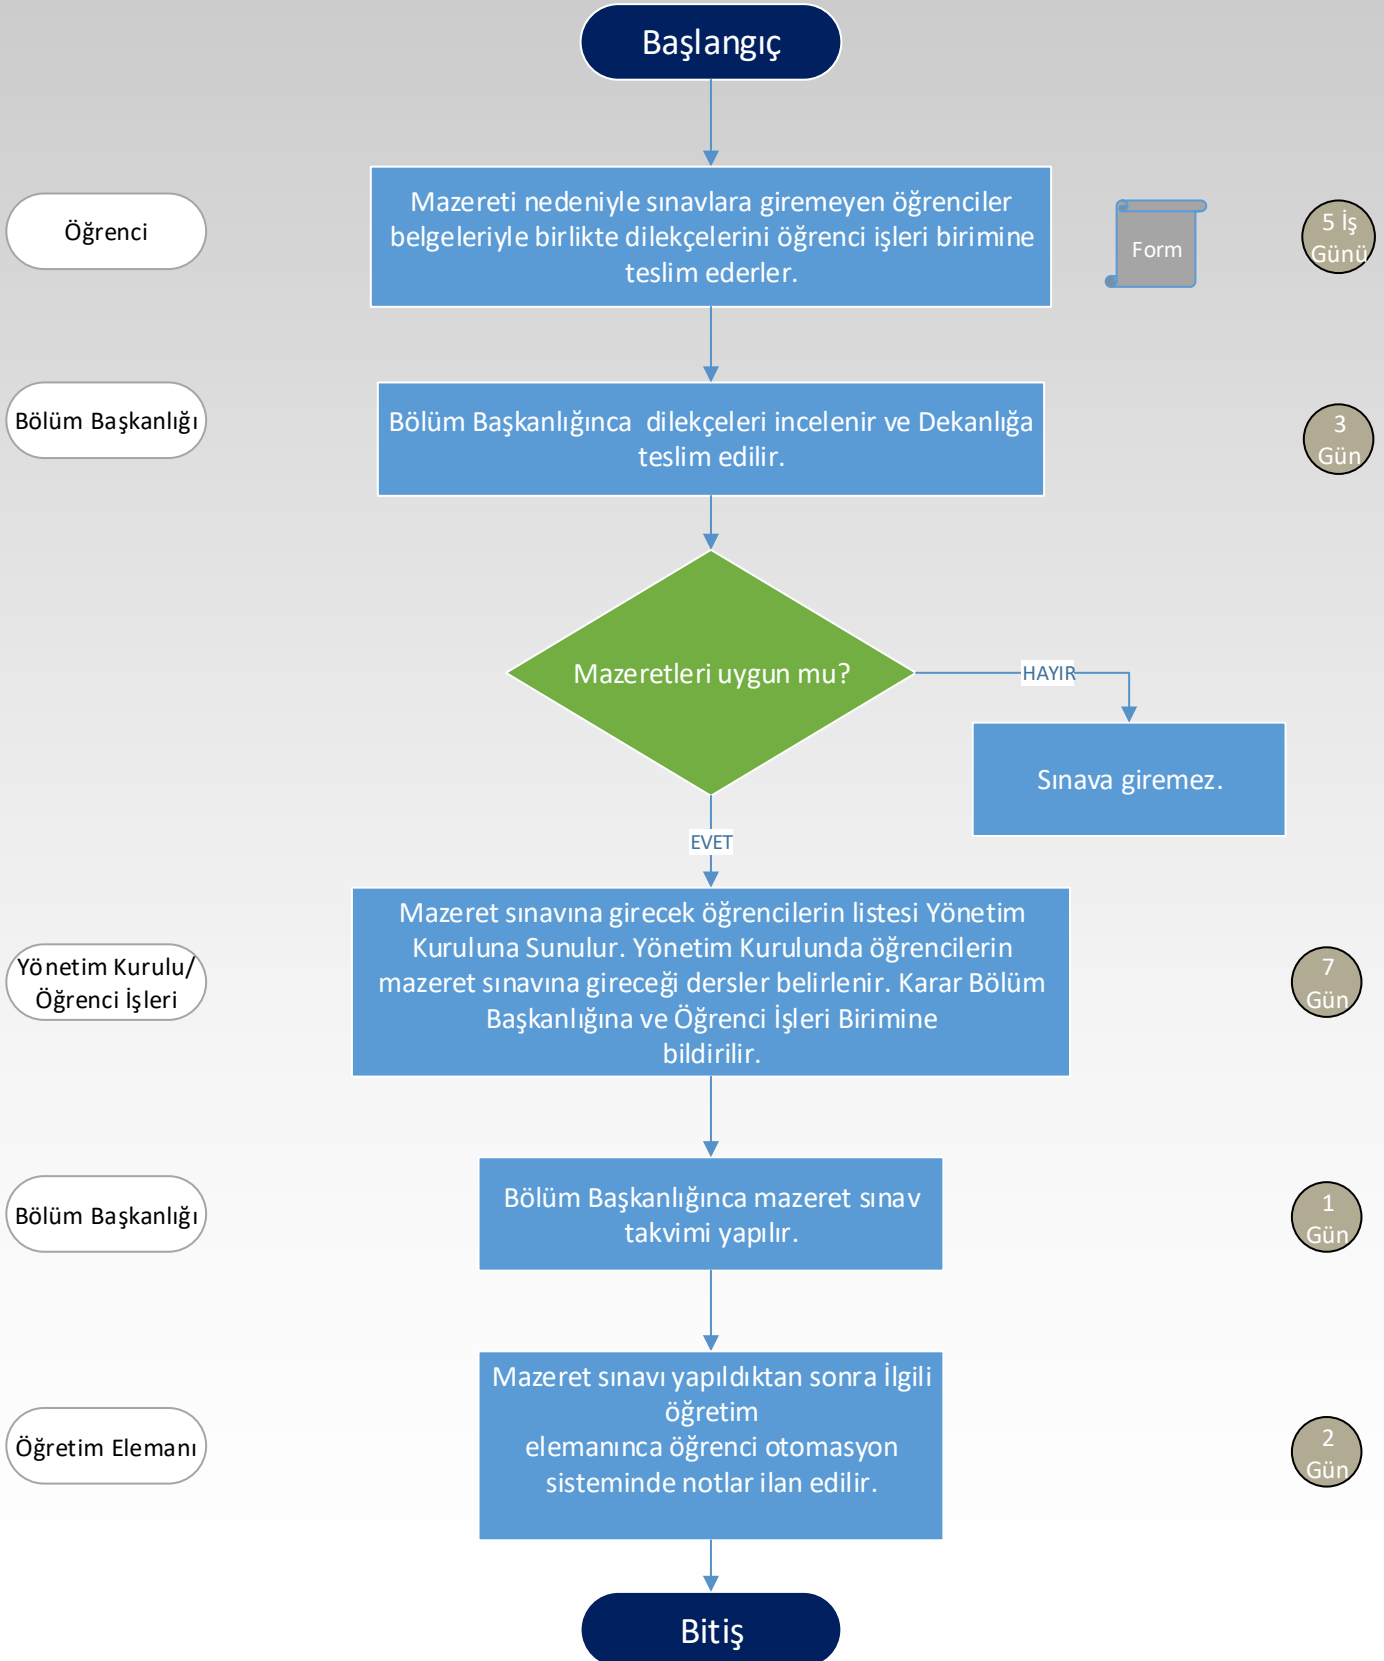 Başlangıç
Öğrenci
Mazereti nedeniyle sınavlara giremeyen öğrenciler
belgeleriyle birlikte dilekçelerini öğrenci işleri birimine
teslim ederler.
Form
5 İş
Günü
Bölüm Başkanlığı
Bölüm Başkanlığınca dilekçeleri incelenir ve Dekanlığa
teslim edilir.
3
Gün
Mazeretleri uygun mu?
HAYIR
Sınava giremez.
EVET
Yönetim Kurulu/
Öğrenci İşleri
Mazeret sınavına girecek öğrencilerin listesi Yönetim
Kuruluna Sunulur. Yönetim Kurulunda öğrencilerin
mazeret sınavına gireceği dersler belirlenir. Karar Bölüm
Başkanlığına ve Öğrenci İşleri Birimine
bildirilir.
7
Gün
Bölüm Başkanlığı
Bölüm Başkanlığınca mazeret sınav
takvimi yapılır.
1
Gün
Öğretim Elemanı
Mazeret sınavı yapıldıktan sonra İlgili
öğretim
elemanınca öğrenci otomasyon
sisteminde notlar ilan edilir.
2
Gün
Bitiş